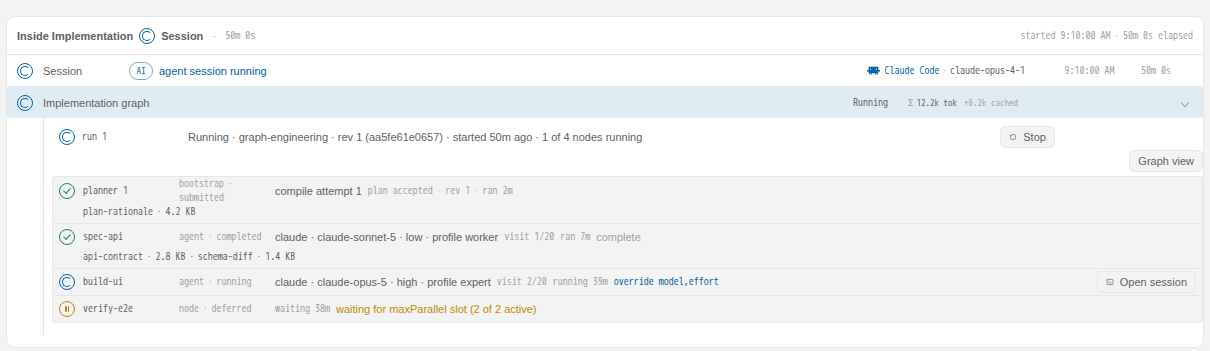 Inside Implementation Session · 50m 0s started 9:10:00 AM · 50m 0s elapsed
Session AI agent session running Claude Code · claude-opus-4-1 9:10:00 AM 50m 0s
Implementation graph Running Σ 12.2k tok +6.2k cached
run 1 Running · graph-engineering · rev 1 (aa5fe61e0657) · started 50m ago · 1 of 4 nodes running Stop
Graph view
planner 1 bootstrap · submitted compile attempt 1 plan accepted · rev 1 · ran 2m
plan-rationale · 4.2 KB
spec-api agent · completed claude · claude-sonnet-5 · low · profile worker visit 1/20 ran 7m complete
api-contract · 2.8 KB · schema-diff · 1.4 KB
build-ui agent · running claude · claude-opus-5 · high · profile expert visit 2/20 running 39m override model,effort Open session
verify-e2e node · deferred waiting 38m waiting for maxParallel slot (2 of 2 active)